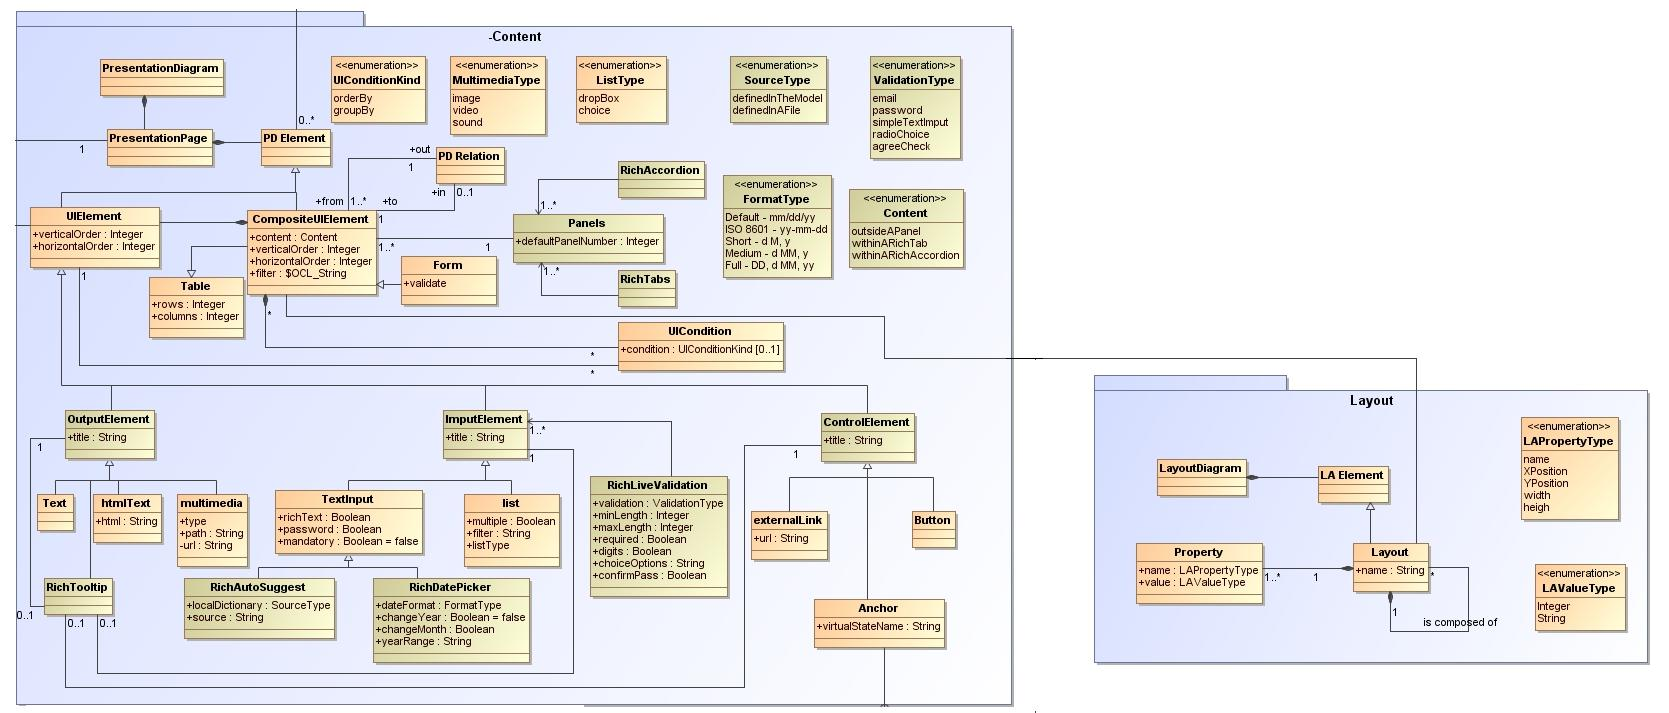 -Content
PresentationDiagram
<<enumeration>>
UIConditionKind
orderBy
groupBy
<<enumeration>>
MultimediaType
image
video
sound
<<enumeration>>
ListType
dropBox
choice
<<enumeration>>
SourceType
definedInTheModel
definedInAFile
<<enumeration>>
ValidationType
email
password
simpleTextImput
radioChoice
agreeCheck
0..*
PresentationPage
1
PD Element
+out
1
PD Relation
+in
0..1
+from
1..*
+to
1
RichAccordion
1..*
<<enumeration>>
FormatType
Default - mm/dd/yy
ISO 8601 - yy-mm-dd
Short - d M, y
Medium - d MM, y
Full - DD, d MM, yy
<<enumeration>>
Content
outsideAPanel
withinARichTab
withinARichAccordion
UIElement
+verticalOrder : Integer
+horizontalOrder : Integer
1
CompositeUIElement
+content : Content
+verticalOrder : Integer
+horizontalOrder : Integer
+filter : $OCL_String
1..*
1
Panels
+defaultPanelNumber : Integer
1..*
RichTabs
Form
+validate
Table
+rows : Integer
+columns : Integer
*
UICondition
+condition : UIConditionKind [0..1]
*
*
OutputElement
+title : String
1
ImputElement
+title : String
1..*
1
ControlElement
+title : String
1
Text
htmlText
+html : String
multimedia
+type
+path : String
-url : String
TextInput
+richText : Boolean
+password : Boolean
+mandatory : Boolean = false
list
+multiple : Boolean
+filter : String
+listType
RichLiveValidation
+validation : ValidationType
+minLength : Integer
+maxLength : Integer
+required : Boolean
+digits : Boolean
+choiceOptions : String
+confirmPass : Boolean
externalLink
+url : String
Button
RichTooltip
0..1
0..1
0..1
RichAutoSuggest
+localDictionary : SourceType
+source : String
RichDatePicker
+dateFormat : FormatType
+changeYear : Boolean = false
+changeMonth : Boolean
+yearRange : String
Anchor
+virtualStateName : String
Layout
<<enumeration>>
LAPropertyType
name
XPosition
YPosition
width
heigh
LayoutDiagram
LA Element
Property
+name : LAPropertyType
+value : LAValueType
1..*
1
Layout
+name : String
*
1
is composed of
<<enumeration>>
LAValueType
Integer
String